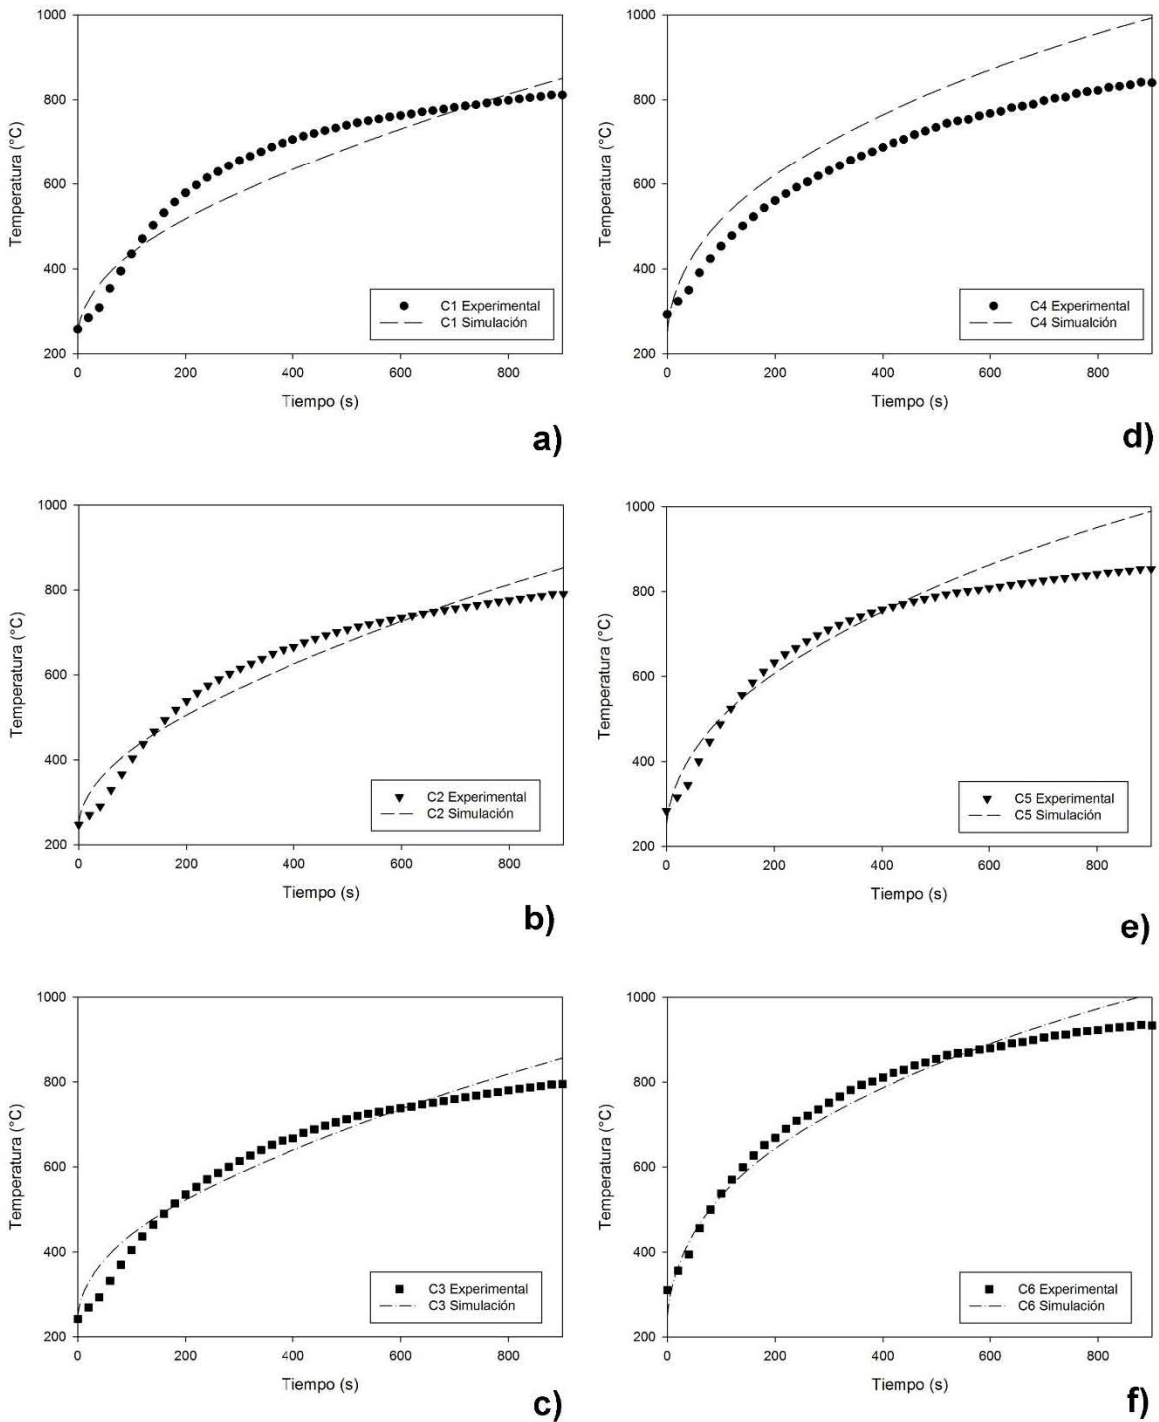 1000
800
600
400
200
Temperatura (°C)
0 200 400 600 800
Tiempo (s)
C1 Experimental
C1 Simulación
a)
1000
800
600
400
200
Temperatura (°C)
0 200 400 600 800
Tiempo (s)
C4 Experimental
C4 Simualción
d)
1000
800
600
400
200
Temperatura (°C)
0 200 400 600 800
Tiempo (s)
C2 Experimental
C2 Simulación
b)
1000
800
600
400
200
Temperatura (°C)
0 200 400 600 800
Tiempo (s)
C5 Experimental
C5 Simulación
e)
1000
800
600
400
200
Temperatura (°C)
0 200 400 600 800
Tiempo (s)
C3 Experimental
C3 Simulación
c)
1000
800
600
400
200
Temperatura (°C)
0 200 400 600 800
Tiempo (s)
C6 Experimental
C6 Simulación
f)